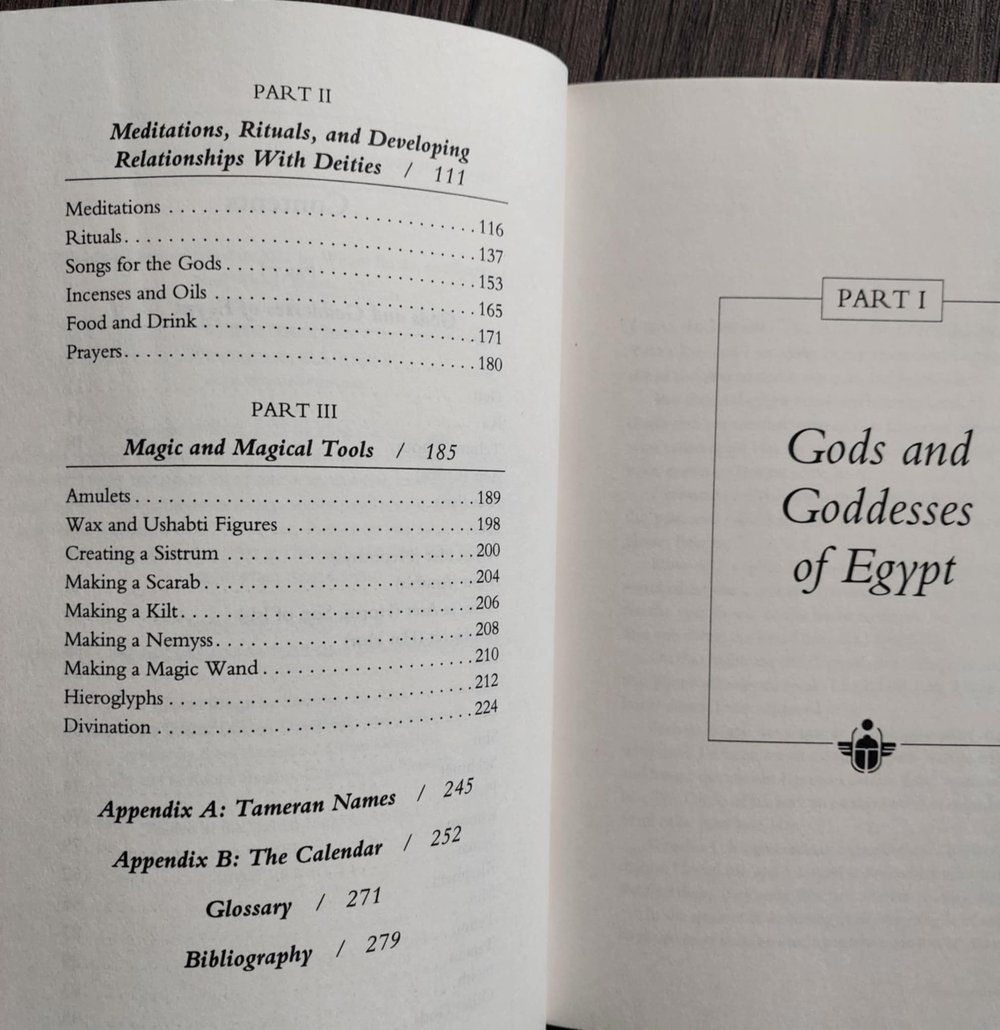 PART II
Meditations, Rituals, and Developing
Relationships With Deities / 111
Meditations . . . . . . . . . . . . . . . . . . . . . . . . 116
Rituals. . . . . . . . . . . . . . . . . . . . . . . . . . . 137
Songs for the Gods . . . . . . . . . . . . . . . . . . . 153
Incenses and Oils . . . . . . . . . . . . . . . . . . . . 165
Food and Drink . . . . . . . . . . . . . . . . . . . . . 171
Prayers. . . . . . . . . . . . . . . . . . . . . . . . . . . 180
PART III
Magic and Magical Tools / 185
Amulets . . . . . . . . . . . . . . . . . . . . . . . . . . 189
Wax and Ushabti Figures . . . . . . . . . . . . . . 198
Creating a Sistrum . . . . . . . . . . . . . . . . . . . 200
Making a Scarab . . . . . . . . . . . . . . . . . . . . . 204
Making a Kilt. . . . . . . . . . . . . . . . . . . . . . . 206
Making a Nemyss. . . . . . . . . . . . . . . . . . . . 208
Making a Magic Wand . . . . . . . . . . . . . . . . 210
Hieroglyphs . . . . . . . . . . . . . . . . . . . . . . . . 212
Divination . . . . . . . . . . . . . . . . . . . . . . . . . 224
Appendix A: Tameran Names / 245
Appendix B: The Calendar / 252
Glossary / 271
Bibliography / 279
PART I
Gods and
Goddesses
of Egypt